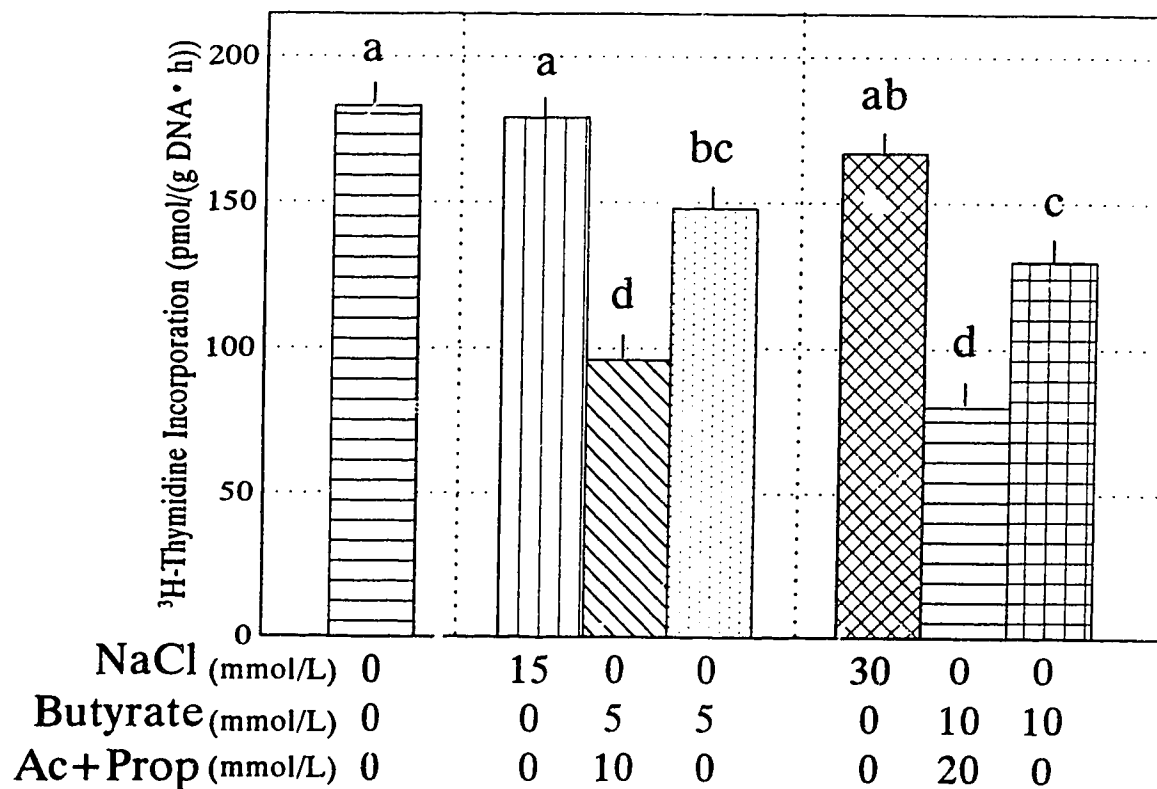 ³H-Thymidine Incorporation (pmol/(g DNA • h))
200
150
100
50
0
a
a
d
bc
ab
d
c
NaCl (mmol/L) 0 15 0 0 30 0 0
Butyrate (mmol/L) 0 0 5 5 0 10 10
Ac+Prop (mmol/L) 0 0 10 0 0 20 0